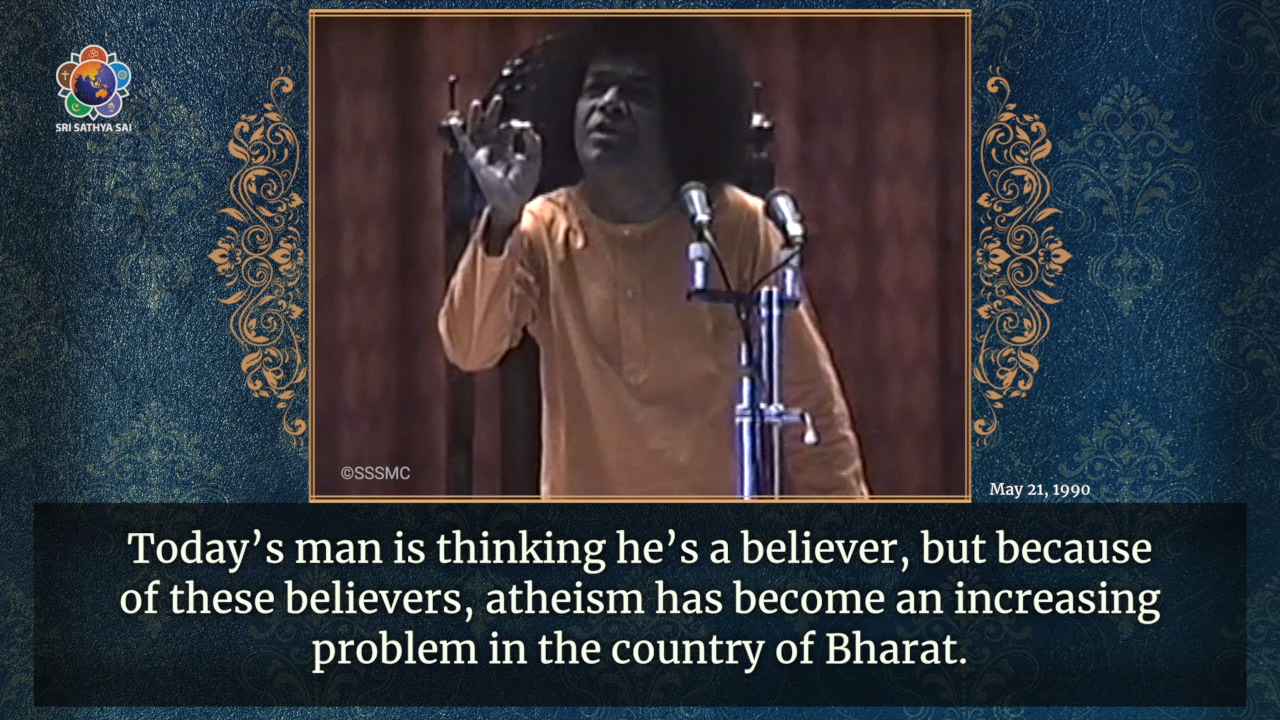 SRI SATHYA SAI
©SSSMC
May 21, 1990
Today’s man is thinking he’s a believer, but because
of these believers, atheism has become an increasing
problem in the country of Bharat.